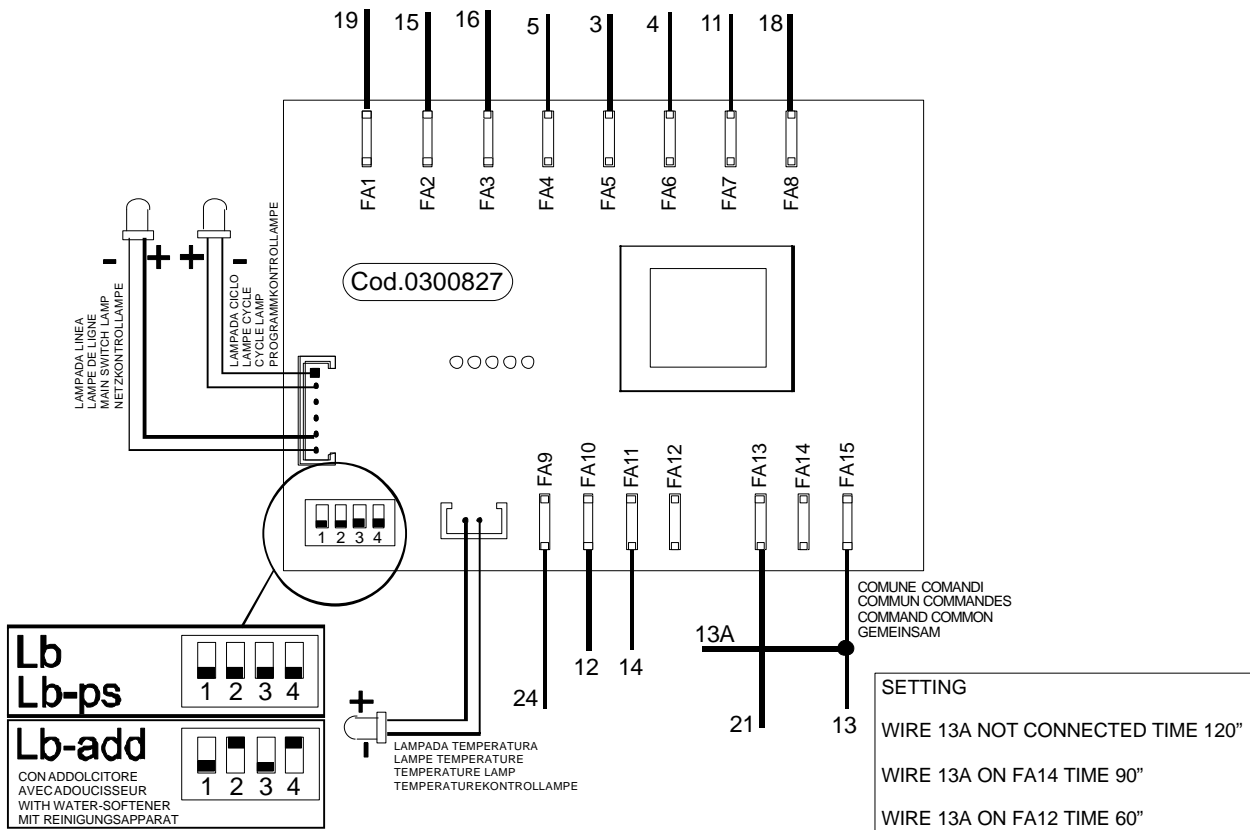 19 15 16 5 3 4 11 18
FA1 FA2 FA3 FA4 FA5 FA6 FA7 FA8
- + + -
LAMPADA LINEA
LAMPE DE LIGNE
MAIN SWITCH LAMP
NETZKONTROLLAMPE
LAMPADA CICLO
LAMPE CYCLE
CYCLE LAMP
PROGRAMMKONTROLLAMPE
Cod.0300827
FA9 FA10 FA11 FA12 FA13 FA14 FA15
1 2 3 4
COMUNE COMANDI
COMMUN COMMANDES
COMMAND COMMON
GEMEINSAM
13A
12 14
24
21
13
Lb
Lb-ps
1 2 3 4
Lb-add
CON ADDOLCITORE
AVEC ADOUCISSEUR
WITH WATER-SOFTENER
MIT REINIGUNGSAPPARAT
1 2 3 4
+
-
LAMPADA TEMPERATURA
LAMPE TEMPERATURE
TEMPERATURE LAMP
TEMPERATUREKONTROLLAMPE
SETTING
WIRE 13A NOT CONNECTED TIME 120”
WIRE 13A ON FA14 TIME 90”
WIRE 13A ON FA12 TIME 60”